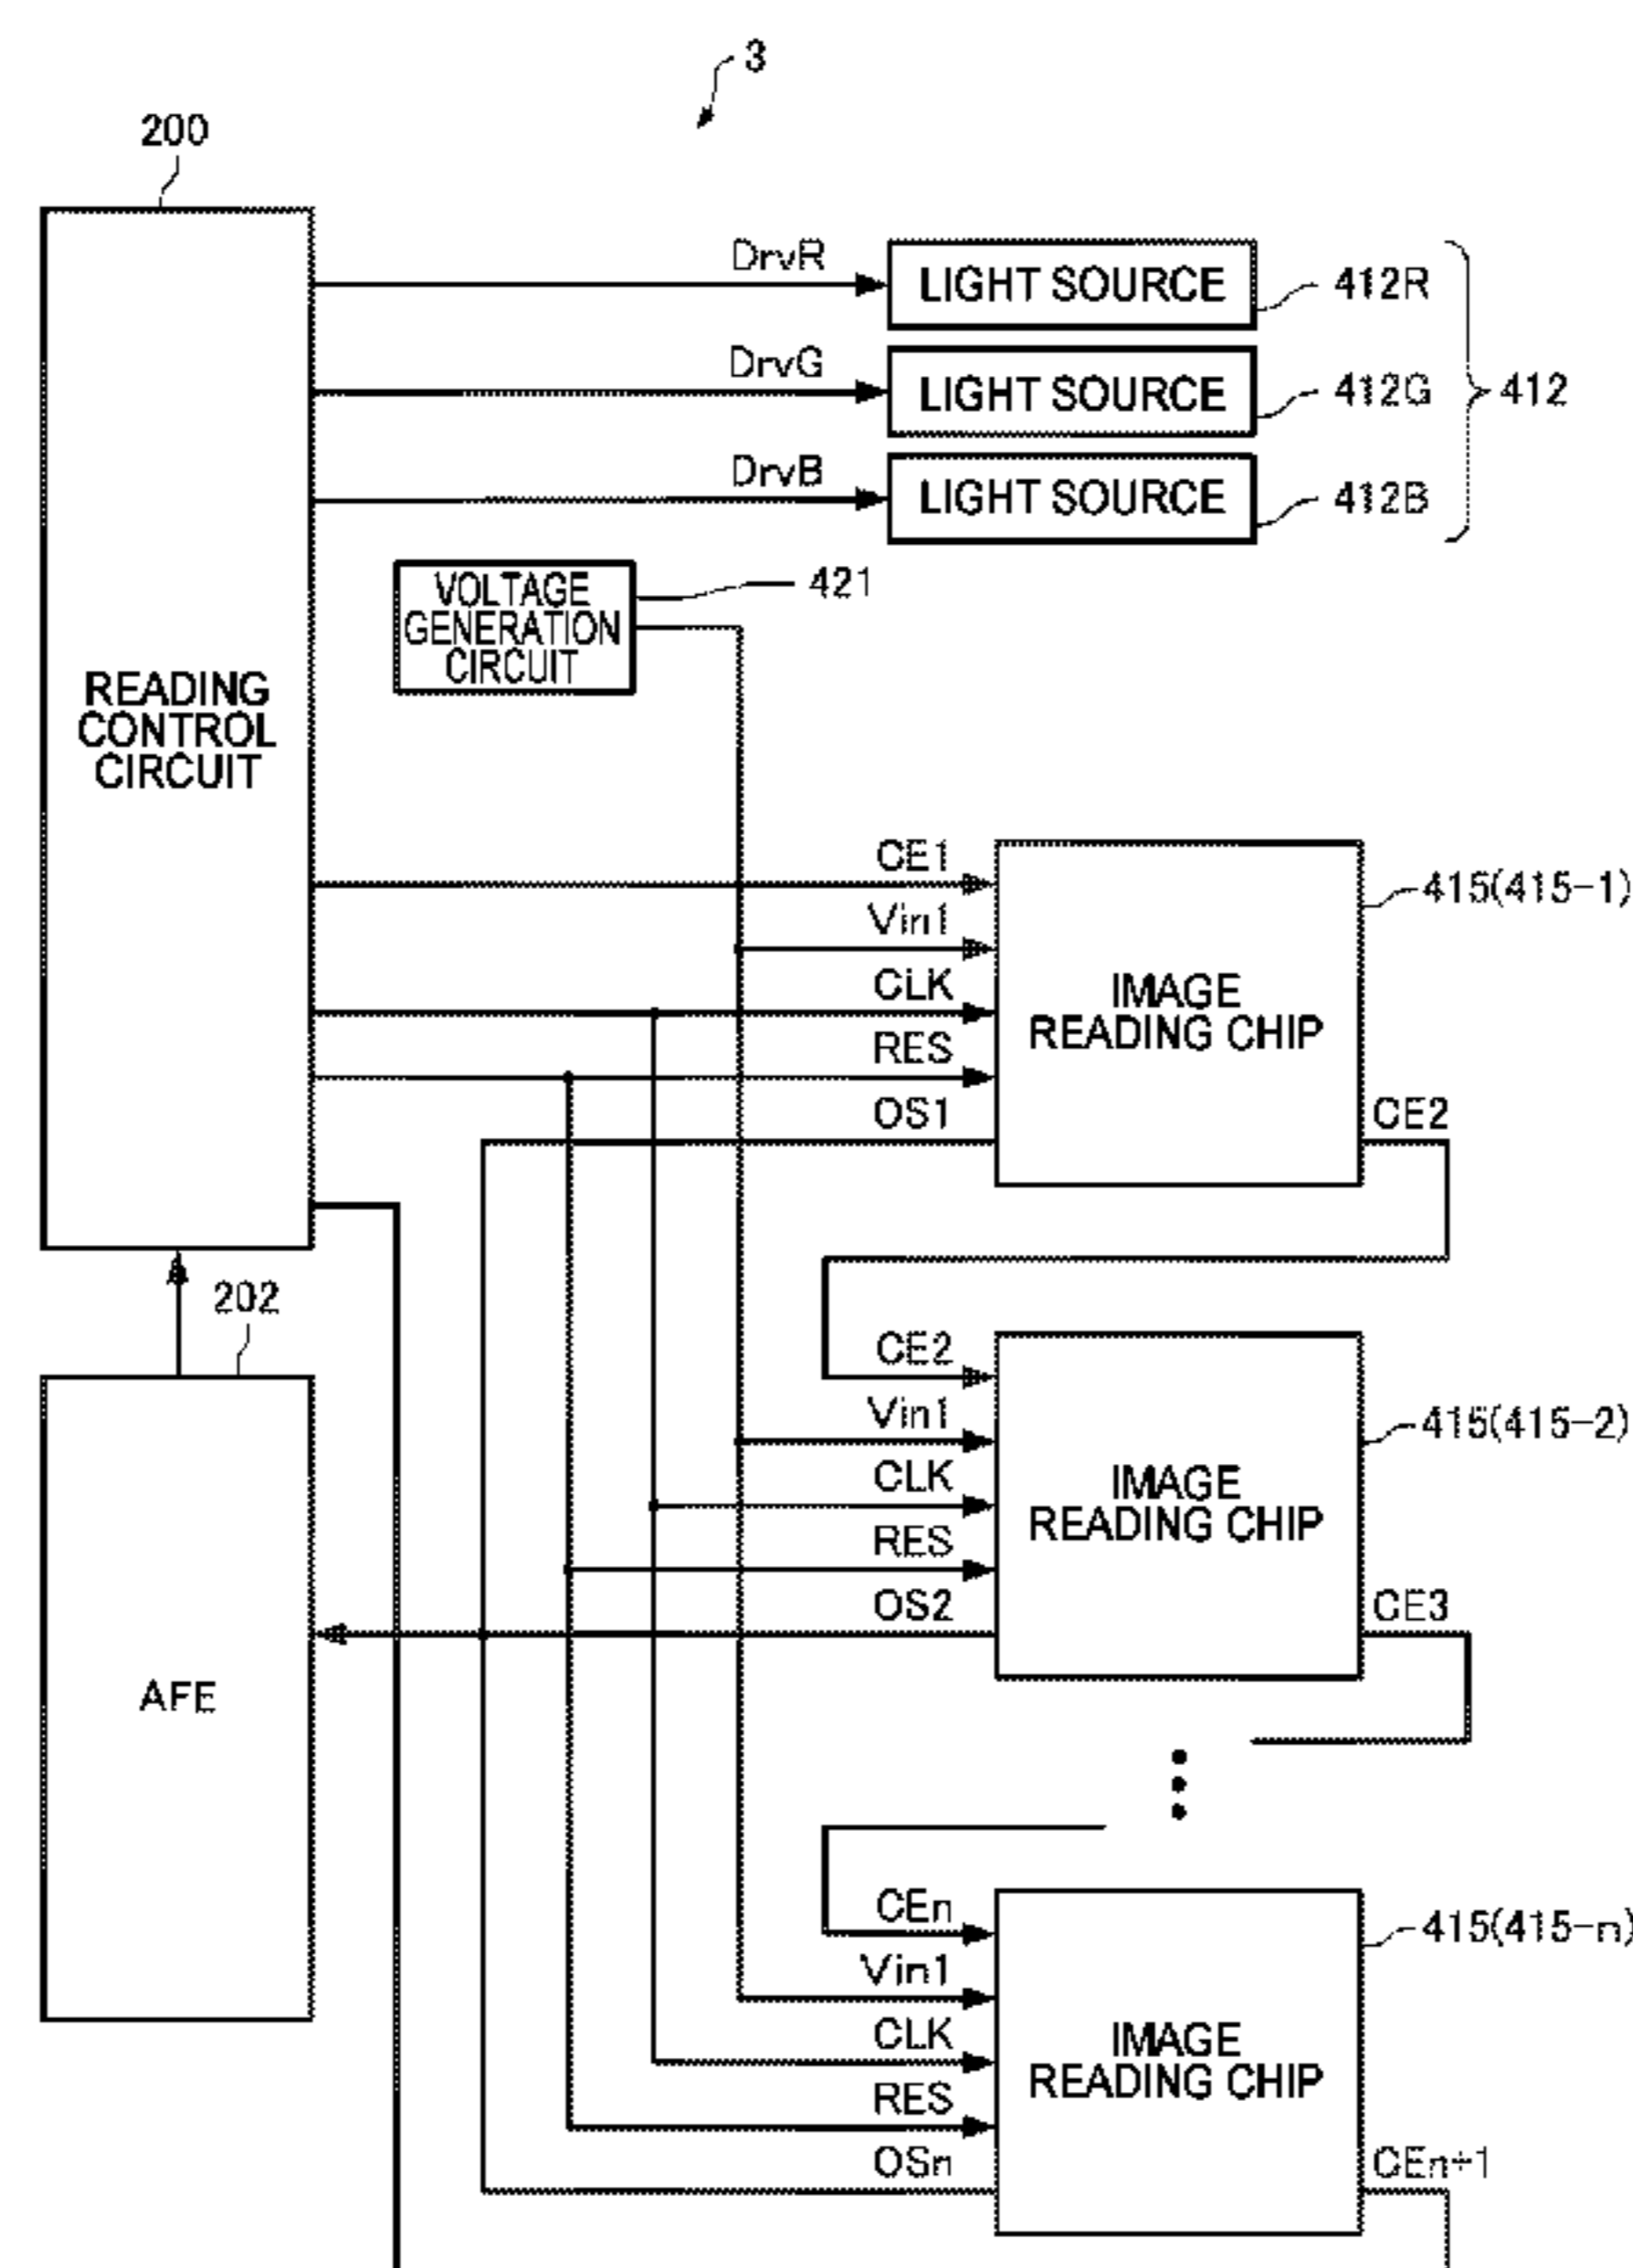 3
200
DrvR
LIGHT SOURCE
412R
DrvG
LIGHT SOURCE
412G
412
DrvB
LIGHT SOURCE
412B
VOLTAGE
GENERATION
CIRCUIT
421
READING
CONTROL
CIRCUIT
CE1
Vin1
CLK
RES
OS1
IMAGE
READING CHIP
415(415-1)
CE2
202
AFE
CE2
Vin1
CLK
RES
OS2
IMAGE
READING CHIP
415(415-2)
CE3
CEn
Vin1
CLK
RES
OSn
IMAGE
READING CHIP
415(415-n)
CEn+1